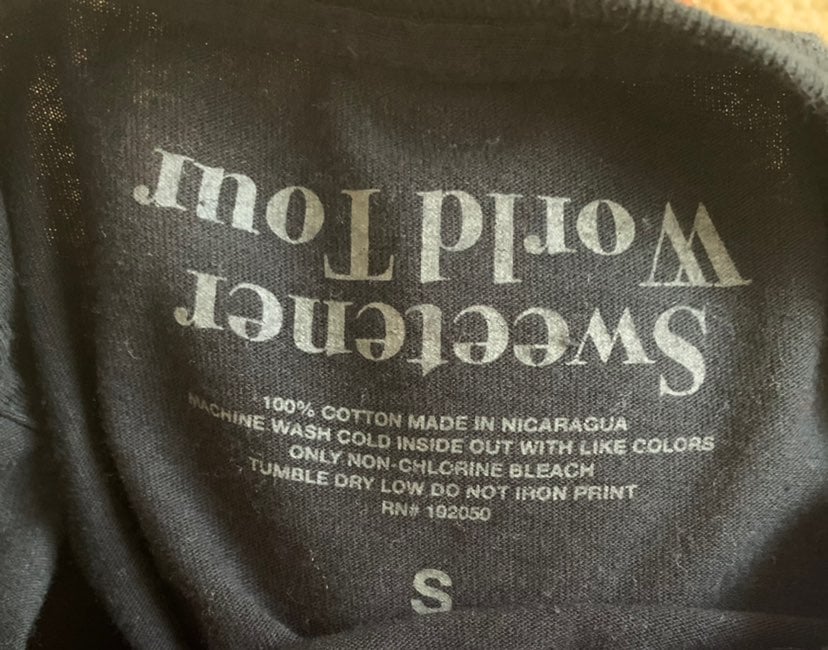 Sweetener
World Tour
100% COTTON MADE IN NICARAGUA
MACHINE WASH COLD INSIDE OUT WITH LIKE COLORS
ONLY NON-CHLORINE BLEACH
TUMBLE DRY LOW DO NOT IRON PRINT
RN# 192050
S